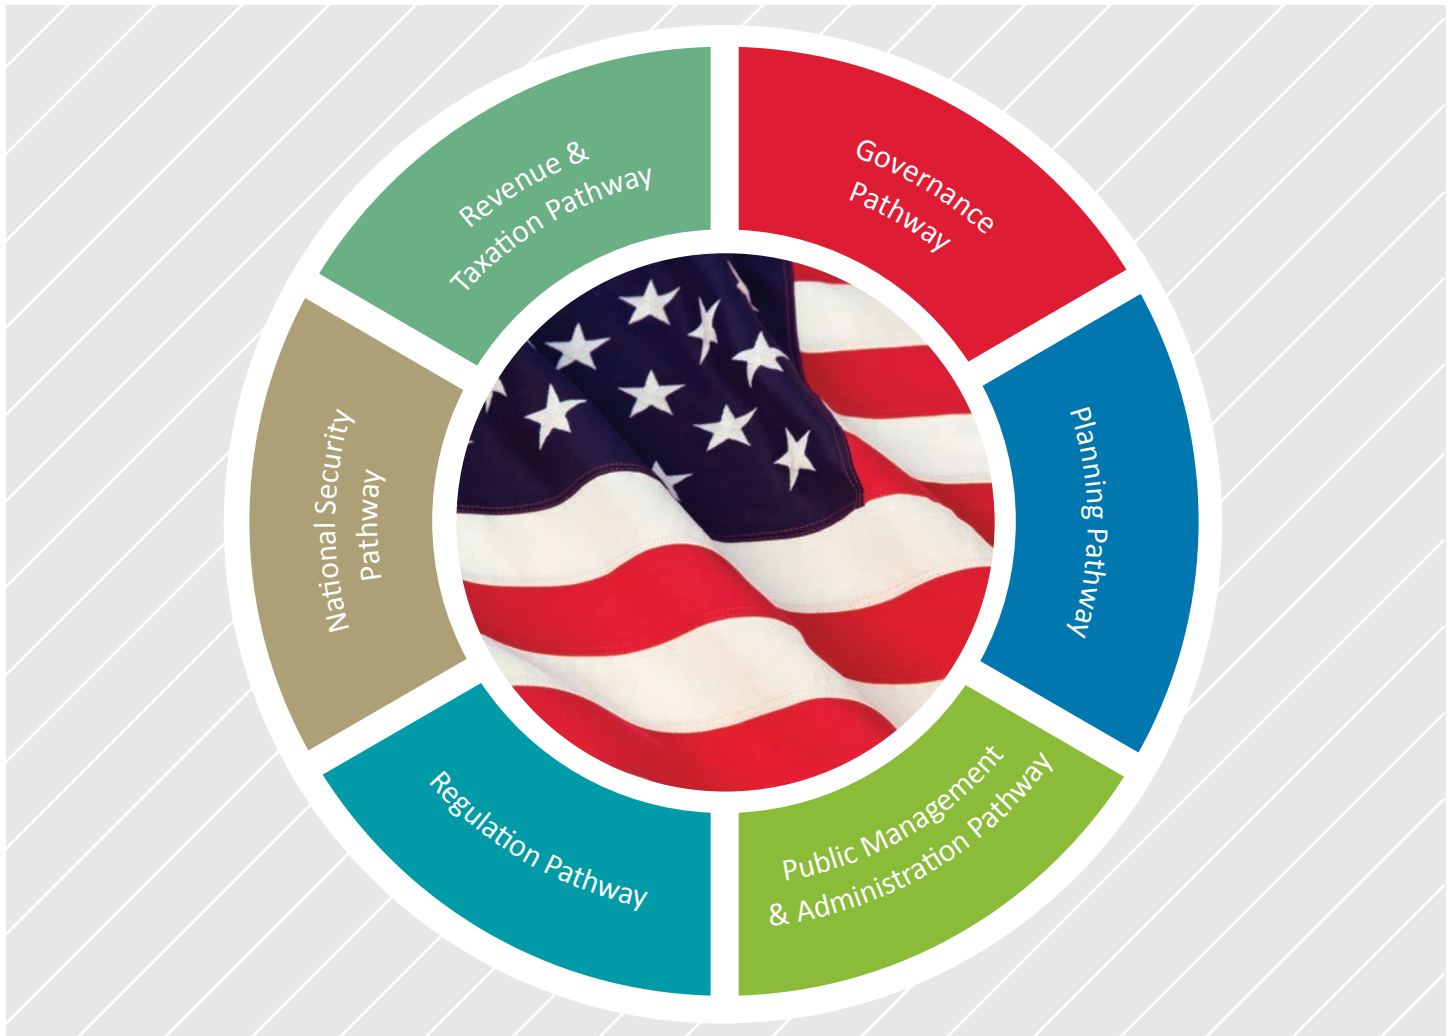 Revenue &
Taxation Pathway
Governance
Pathway
Planning Pathway
Public Management
& Administration Pathway
Regulation Pathway
National Security
Pathway